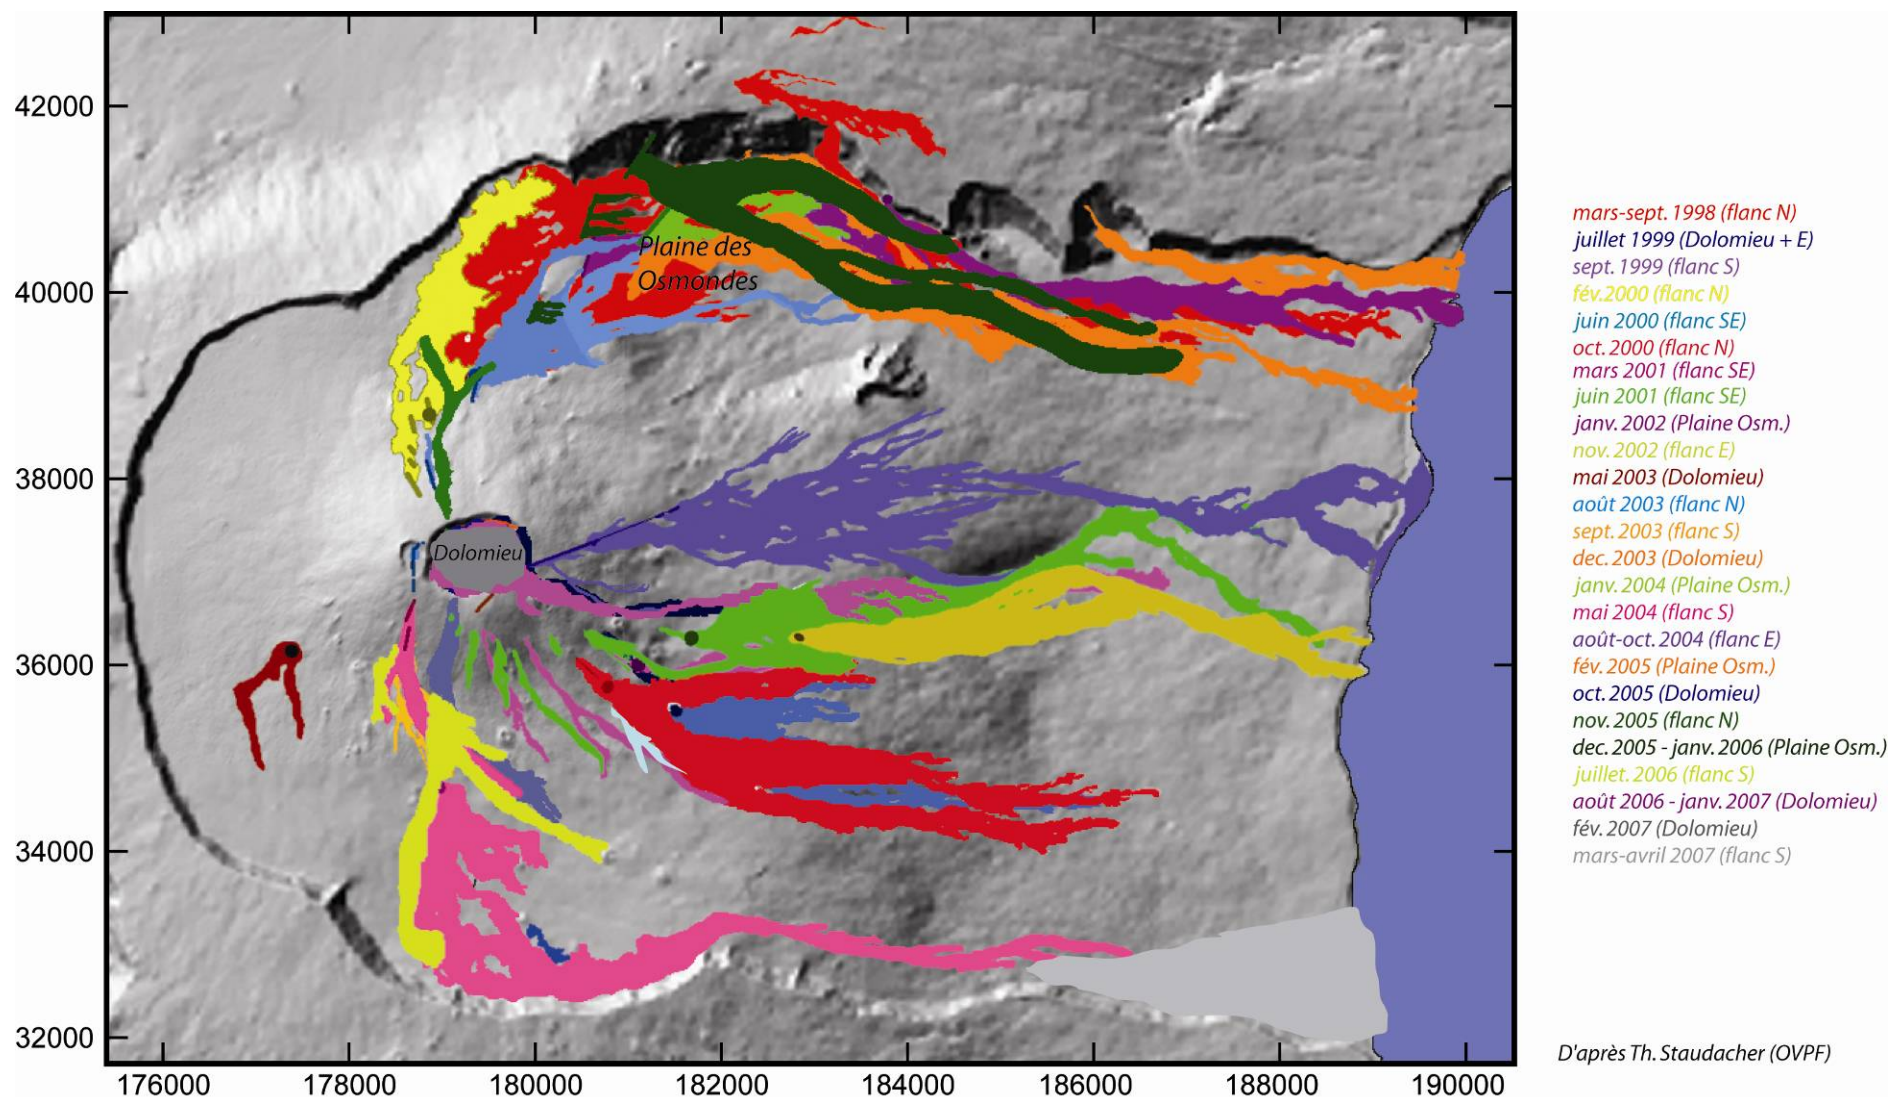 42000
40000
38000
36000
34000
32000
176000
178000
180000
182000
184000
186000
188000
190000
Plaine des
Osmondes
Dolomieu
mars-sept. 1998 (flanc N)
juillet 1999 (Dolomieu + E)
sept. 1999 (flanc S)
fév.2000 (flanc N)
juin 2000 (flanc SE)
oct. 2000 (flanc N)
mars 2001 (flanc SE)
juin 2001 (flanc SE)
janv. 2002 (Plaine Osm.)
nov. 2002 (flanc E)
mai 2003 (Dolomieu)
août 2003 (flanc N)
sept. 2003 (flanc S)
dec. 2003 (Dolomieu)
janv. 2004 (Plaine Osm.)
mai 2004 (flanc S)
août-oct. 2004 (flanc E)
fév. 2005 (Plaine Osm.)
oct. 2005 (Dolomieu)
nov. 2005 (flanc N)
dec. 2005 - janv. 2006 (Plaine Osm.)
juillet. 2006 (flanc S)
août 2006 - janv. 2007 (Dolomieu)
fév. 2007 (Dolomieu)
mars-avril 2007 (flanc S)
D'après Th. Staudacher (OVPF)